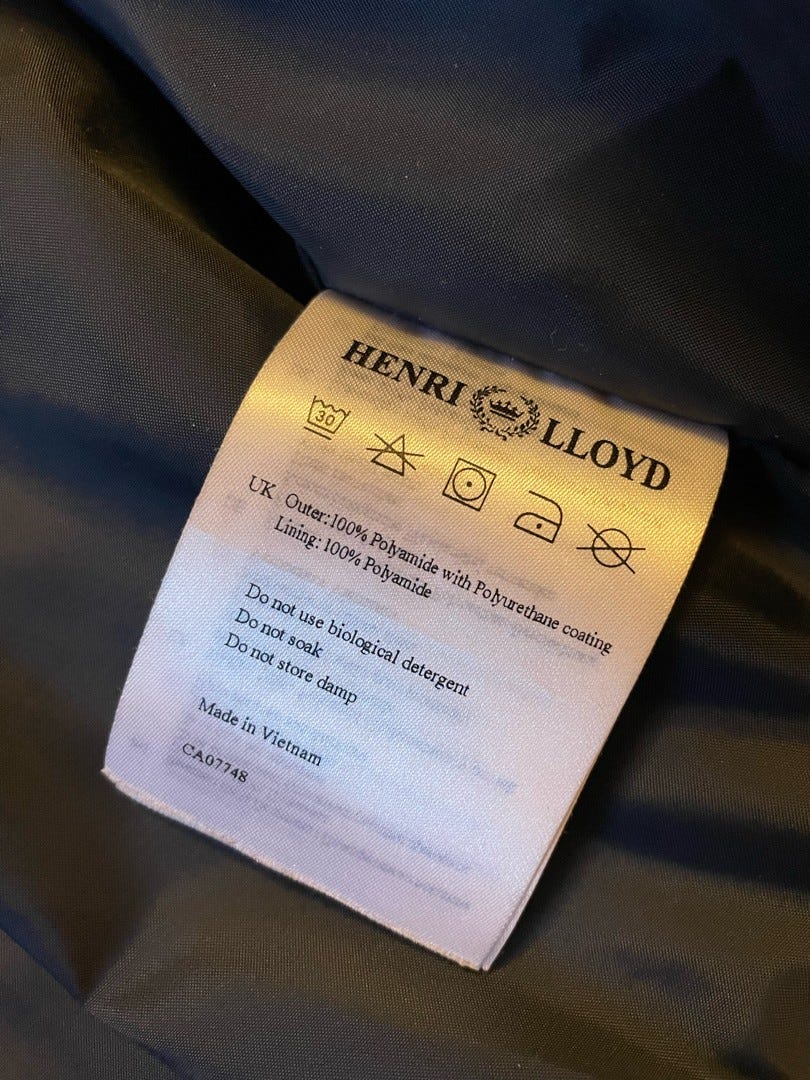 HENRI LLOYD
30
UK Outer:100% Polyamide with Polyurethane coating
Lining: 100% Polyamide
Do not use biological detergent
Do not soak
Do not store damp
Made in Vietnam
CA07748